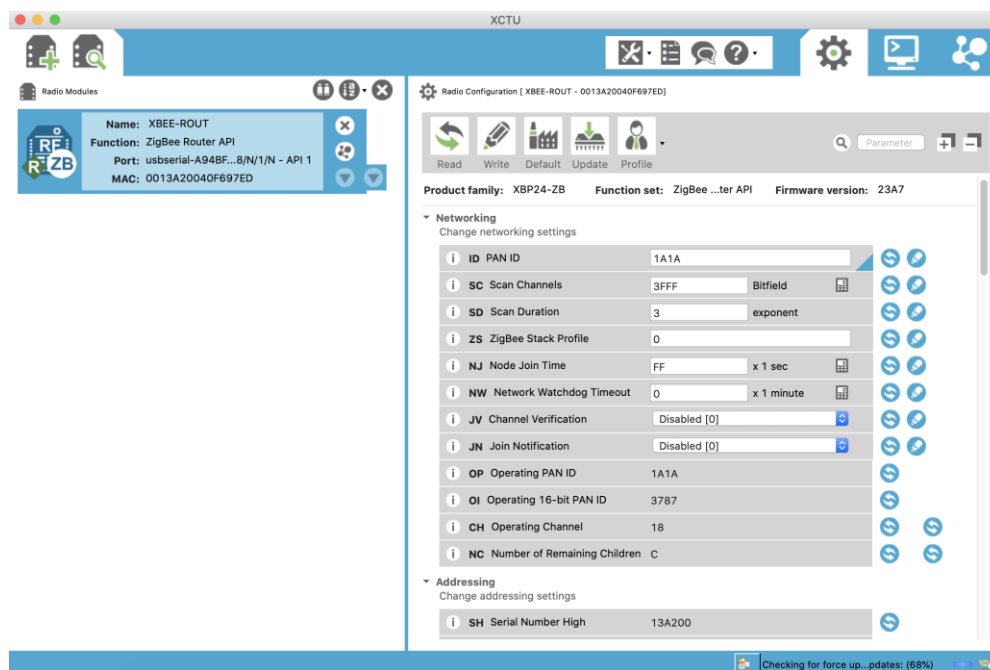 XCTU
Radio Modules
Name: XBEE-ROUT
Function: ZigBee Router API
Port: usbserial-A94BF...8/N/1/N - API 1
MAC: 0013A20040F697ED
RF
R ZB
Radio Configuration [ XBEE-ROUT - 0013A20040F697ED]
Read Write Default Update Profile
Parameter
Product family: XBP24-ZB Function set: ZigBee ...ter API Firmware version: 23A7
Networking
Change networking settings
i ID PAN ID 1A1A
i SC Scan Channels 3FFF Bitfield
i SD Scan Duration 3 exponent
i ZS ZigBee Stack Profile 0
i NJ Node Join Time FF x 1 sec
i NW Network Watchdog Timeout 0 x 1 minute
i JV Channel Verification Disabled [0]
i JN Join Notification Disabled [0]
i OP Operating PAN ID 1A1A
i OI Operating 16-bit PAN ID 3787
i CH Operating Channel 18
i NC Number of Remaining Children C
Addressing
Change addressing settings
i SH Serial Number High 13A200
Checking for force up...pdates: (68%)